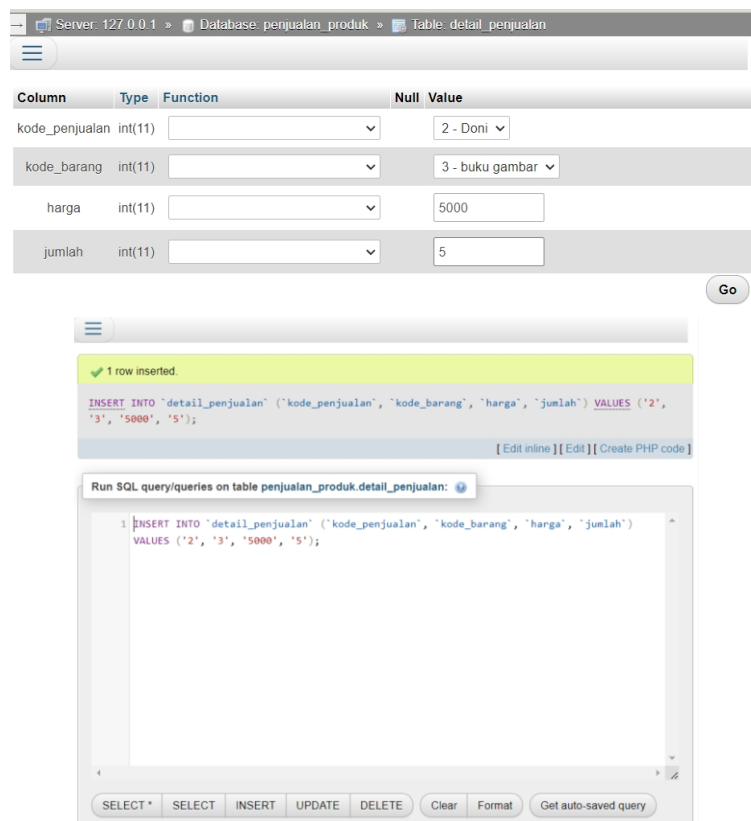 Server: 127.0.0.1 » Database: penjualan_produk » Table: detail_penjualan
Column Type Function Null Value
kode_penjualan int(11) 2 - Doni
kode_barang int(11) 3 - buku gambar
harga int(11) 5000
jumlah int(11) 5
Go
1 row inserted.
INSERT INTO `detail_penjualan` (`kode_penjualan`, `kode_barang`, `harga`, `jumlah`) VALUES ('2',
'3', '5000', '5');
[ Edit inline ] [ Edit ] [ Create PHP code ]
Run SQL query/queries on table penjualan_produk.detail_penjualan:
1 INSERT INTO `detail_penjualan` (`kode_penjualan`, `kode_barang`, `harga`, `jumlah`)
VALUES ('2', '3', '5000', '5');
SELECT * SELECT INSERT UPDATE DELETE Clear Format Get auto-saved query